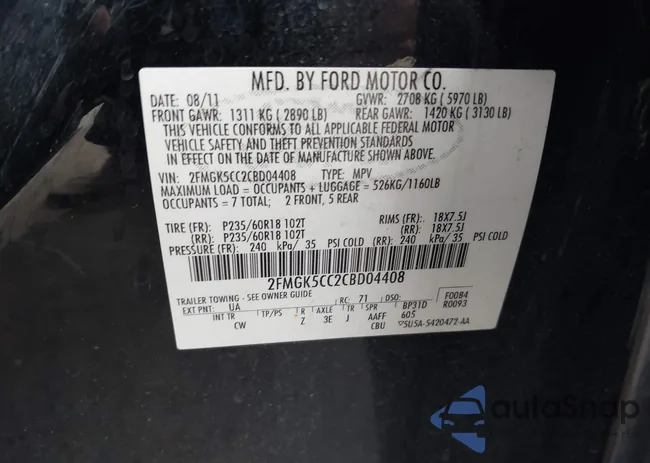 MFD. BY FORD MOTOR CO.
DATE: 08/11 GVWR: 2708 KG ( 5970 LB)
FRONT GAWR: 1311 KG ( 2890 LB) REAR GAWR: 1420 KG ( 3130 LB)
THIS VEHICLE CONFORMS TO ALL APPLICABLE FEDERAL MOTOR
VEHICLE SAFETY AND THEFT PREVENTION STANDARDS
IN EFFECT ON THE DATE OF MANUFACTURE SHOWN ABOVE.
VIN: 2FMGK5CC2CBD04408 TYPE: MPV
MAXIMUM LOAD = OCCUPANTS + LUGGAGE = 526KG/1160LB
OCCUPANTS = 7 TOTAL; 2 FRONT, 5 REAR
TIRE (FR): P235/60R18 102T RIMS (FR): 18X7.5J
(RR): P235/60R18 102T (RR): 18X7.5J
PRESSURE (FR): 240 kPa/ 35 PSI COLD (RR): 240 kPa/ 35 PSI COLD
2FMGK5CC2CBD04408
TRAILER TOWING - SEE OWNER GUIDE
EXT PNT: UA RC: 71 DSO: BP31D F0084
R0093
INT TR TP/PS R AXLE TR SPR 605
CW Z 3E J AAFF
CBU 5U5A-5420472-AA
autoSnap